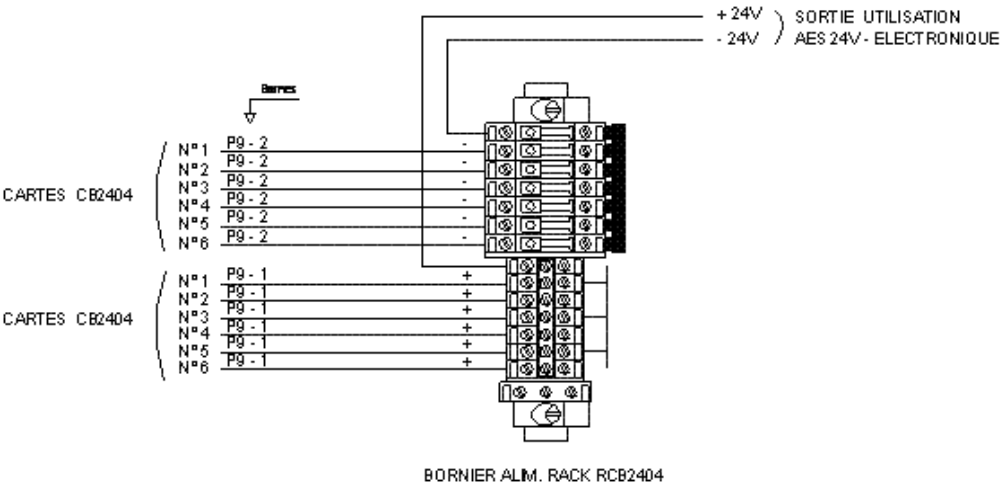 + 24V SORTIE UTILISATION
- 24V AES 24V - ELECTRONIQUE
Bornes
CARTES CB2404
N°1 P9 - 2 -
N°2 P9 - 2 -
N°3 P9 - 2 -
N°4 P9 - 2 -
N°5 P9 - 2 -
N°6 P9 - 2 -
CARTES CB2404
N°1 P9 - 1 +
N°2 P9 - 1 +
N°3 P9 - 1 +
N°4 P9 - 1 +
N°5 P9 - 1 +
N°6 P9 - 1 +
BORNIER ALIM. RACK RCB2404